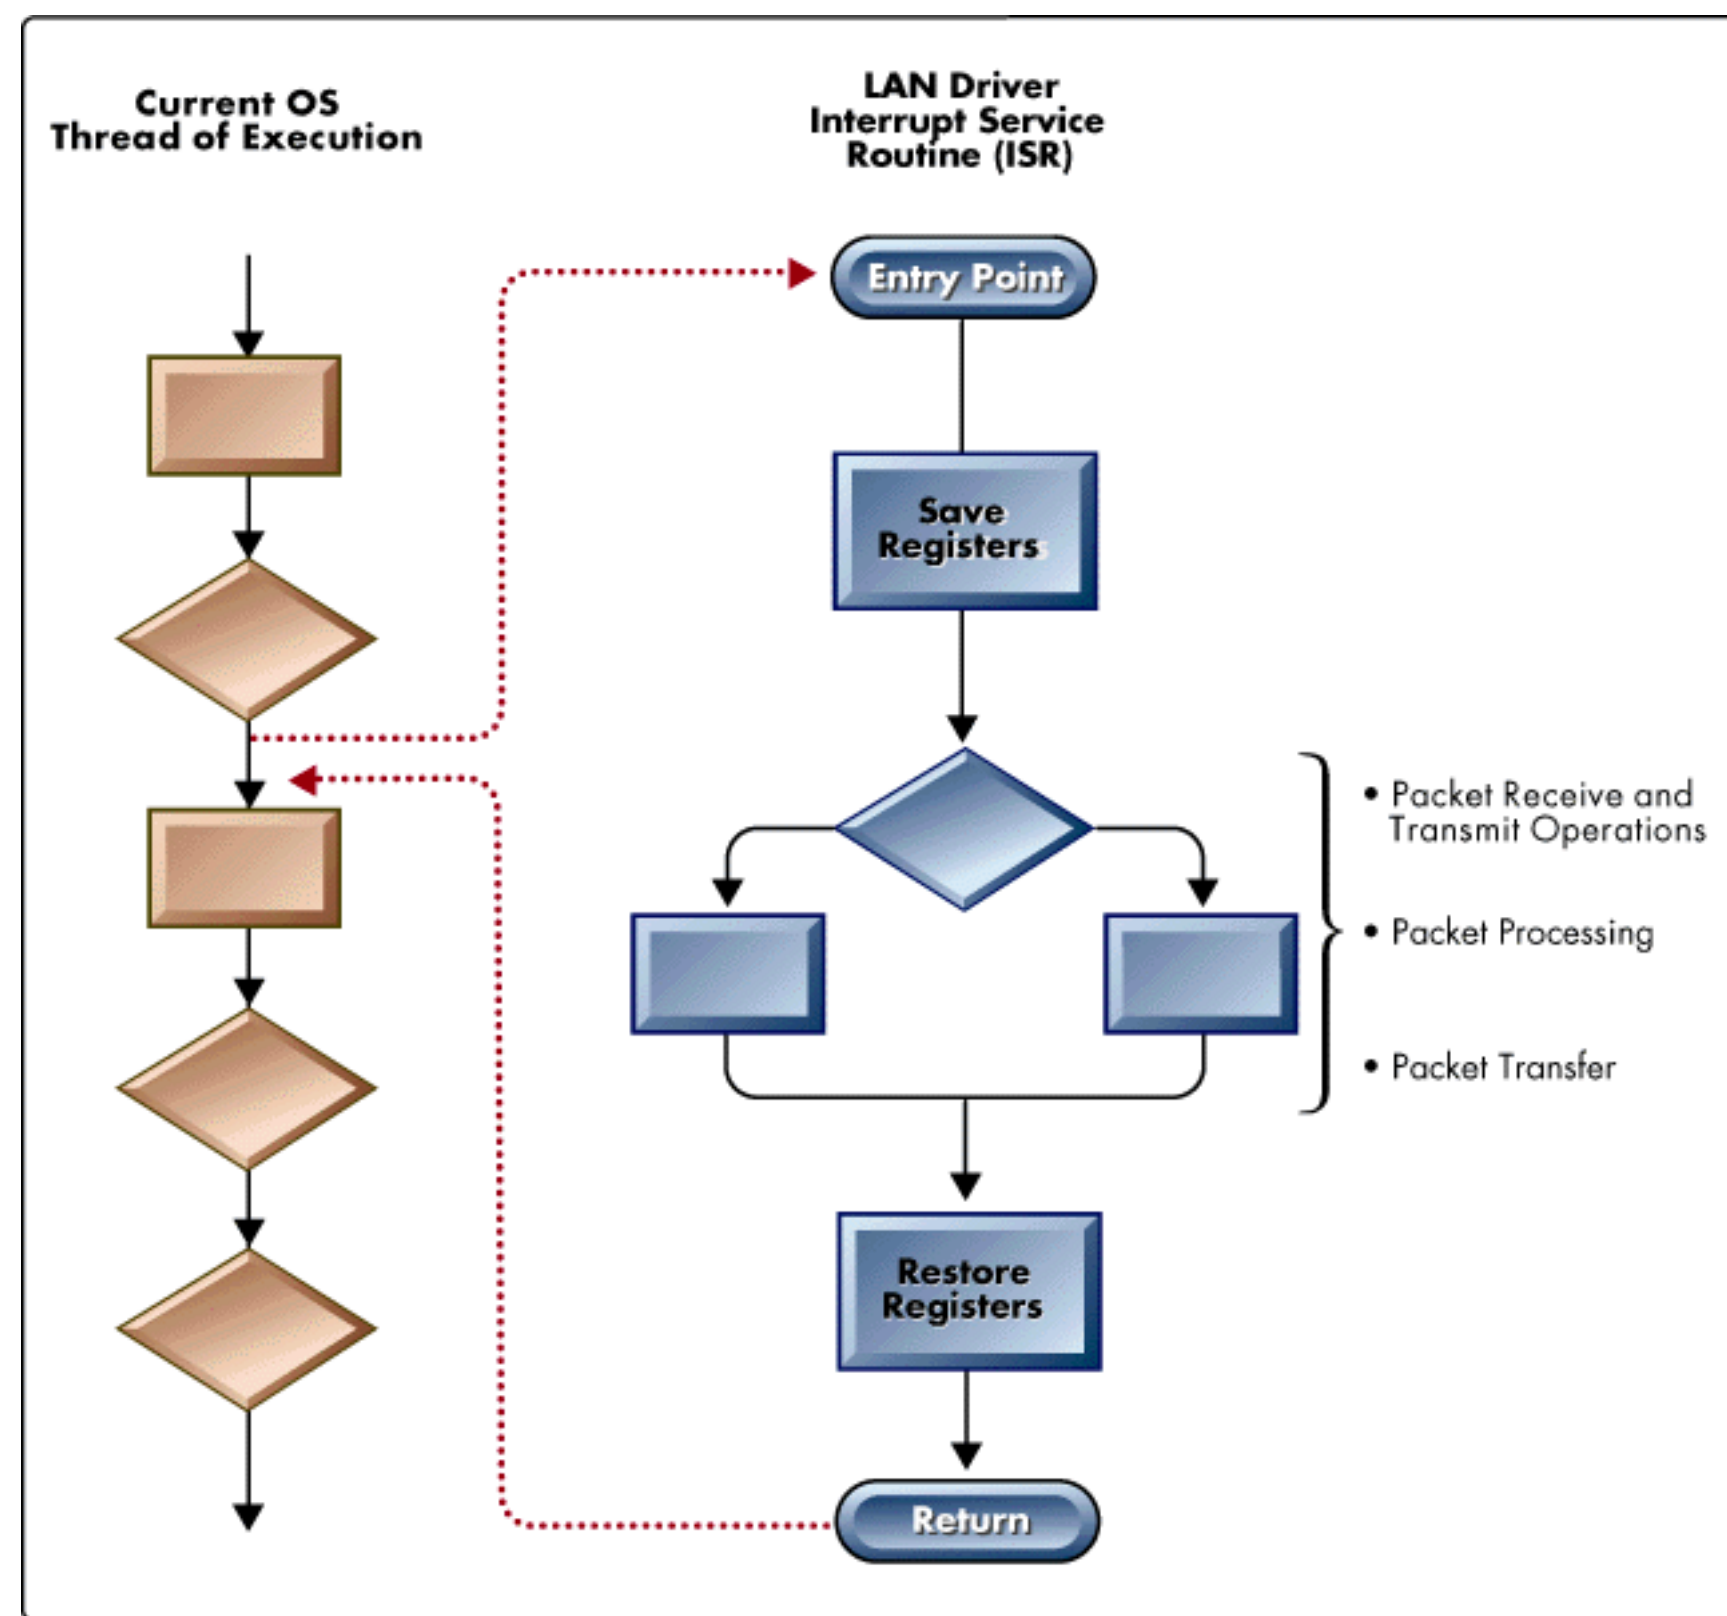 Current OS
Thread of Execution
LAN Driver
Interrupt Service
Routine (ISR)
Entry Point
Save
Registers
• Packet Receive and
Transmit Operations
• Packet Processing
• Packet Transfer
Restore
Registers
Return